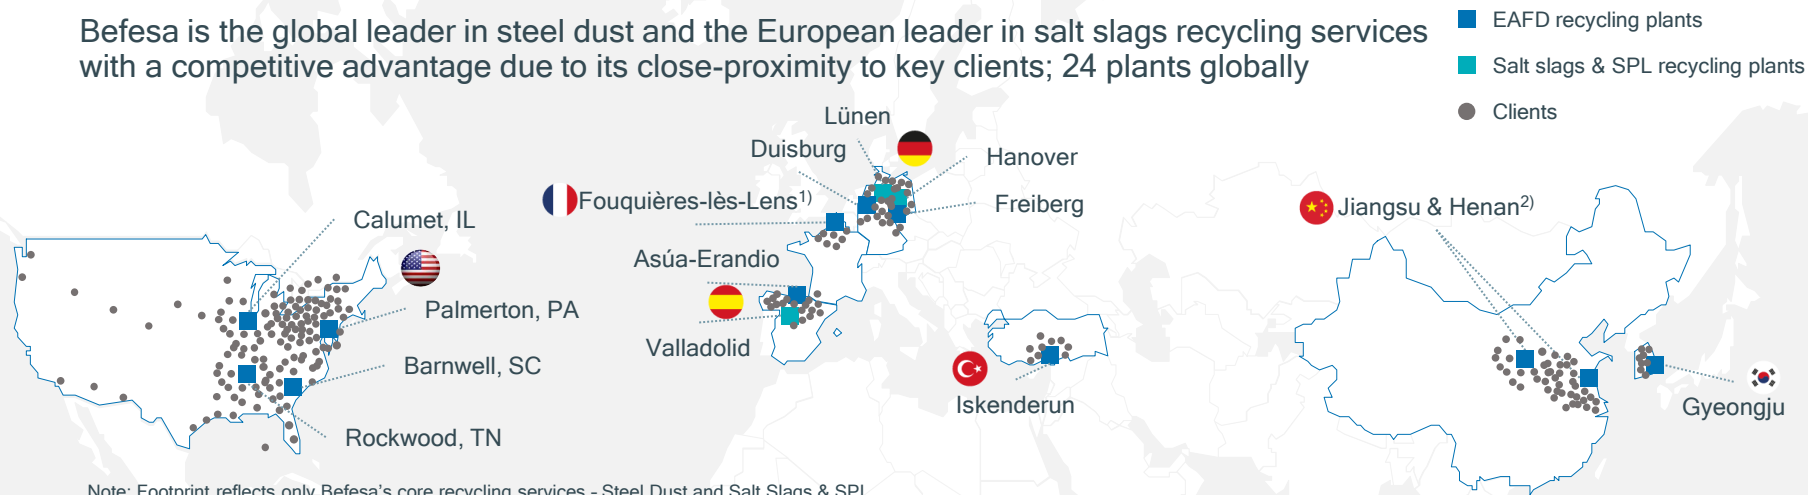 Befesa is the global leader in steel dust and the European leader in salt slags recycling services
with a competitive advantage due to its close-proximity to key clients; 24 plants globally
EAFD recycling plants
Salt slags & SPL recycling plants
Clients
Lünen
Duisburg
Hanover
Fouquières-lès-Lens1)
Freiberg
Jiangsu & Henan2)
Calumet, IL
Asúa-Erandio
Palmerton, PA
Valladolid
Barnwell, SC
Iskenderun
Gyeongju
Rockwood, TN
Note: Footprint reflects only Befesa's core recycling services - Steel Dust and Salt Slags & SPL